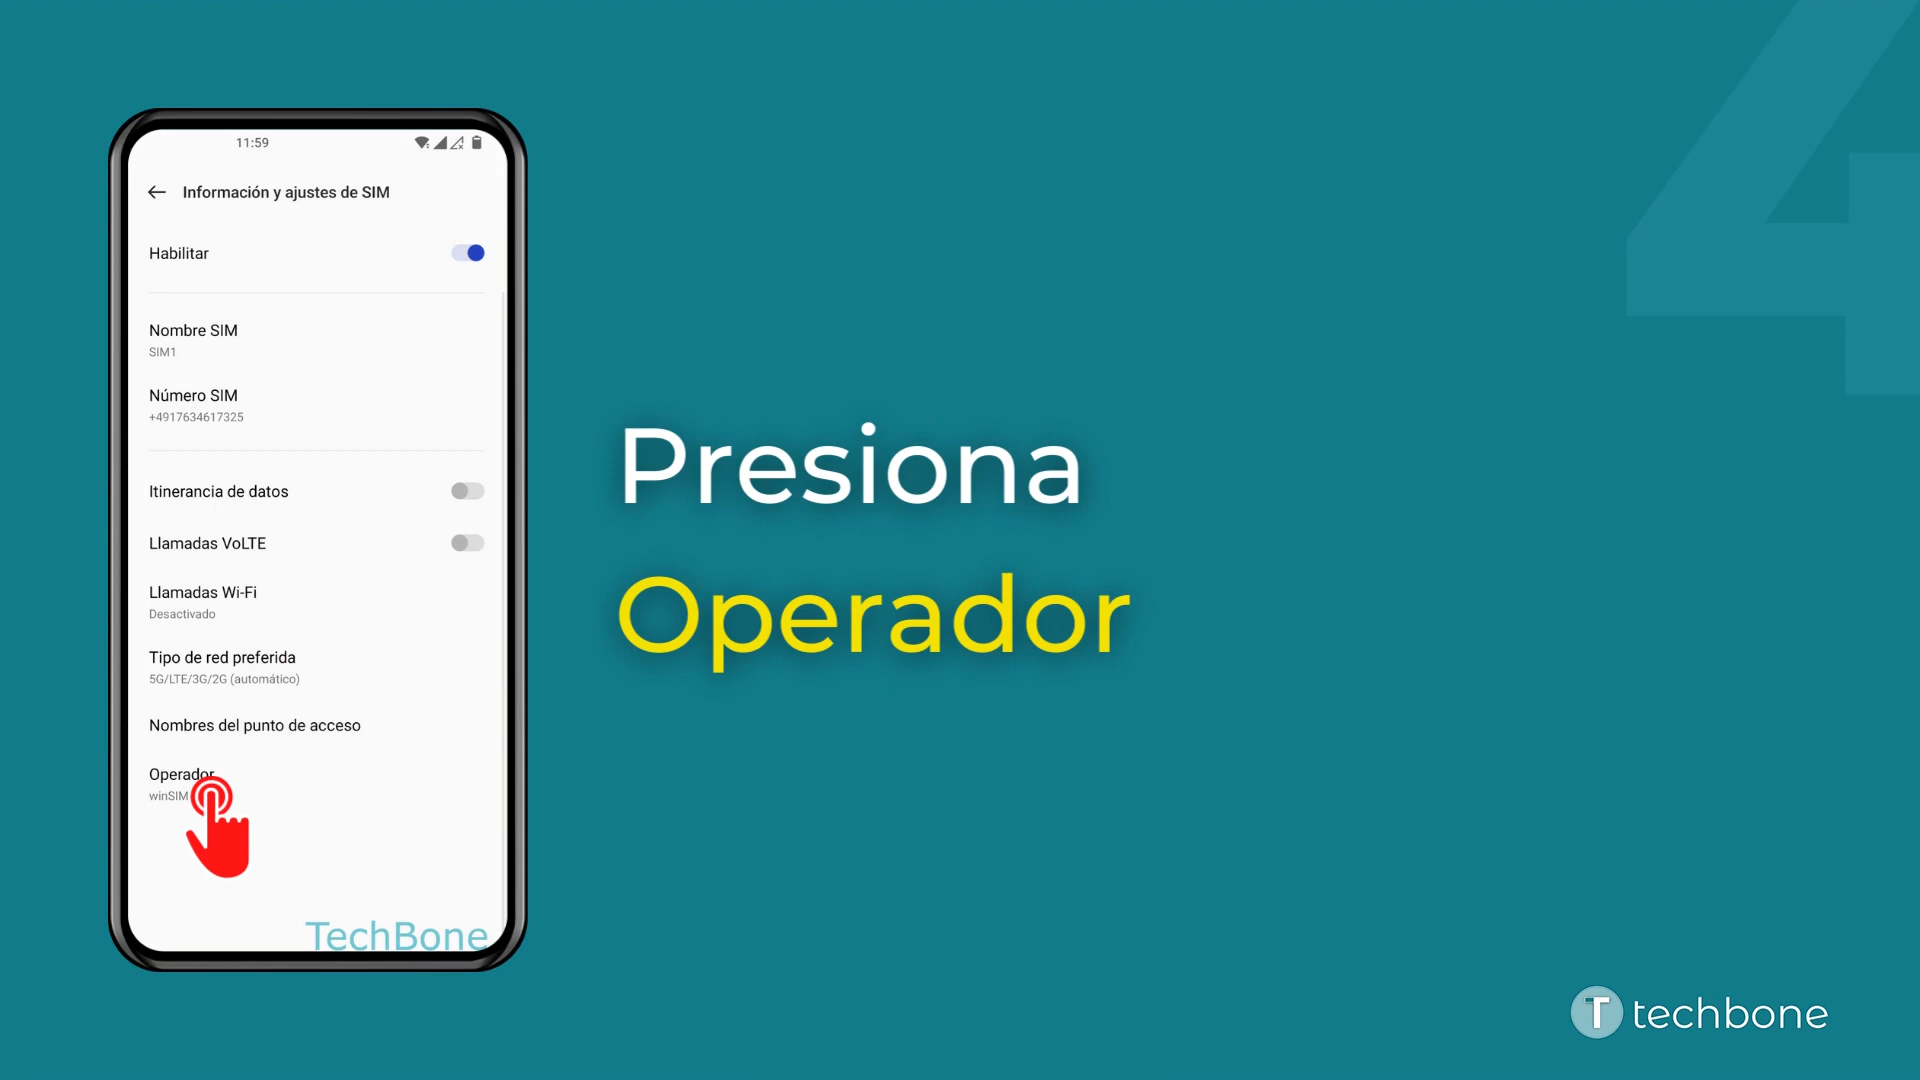 4
11:59
Información y ajustes de SIM
Habilitar
Nombre SIM
SIM1
Número SIM
+4917634617325
Itinerancia de datos
Llamadas VoLTE
Llamadas Wi-Fi
Desactivado
Tipo de red preferida
5G/LTE/3G/2G (automático)
Nombres del punto de acceso
Operador
winSIM
TechBone
Presiona
Operador
T techbone